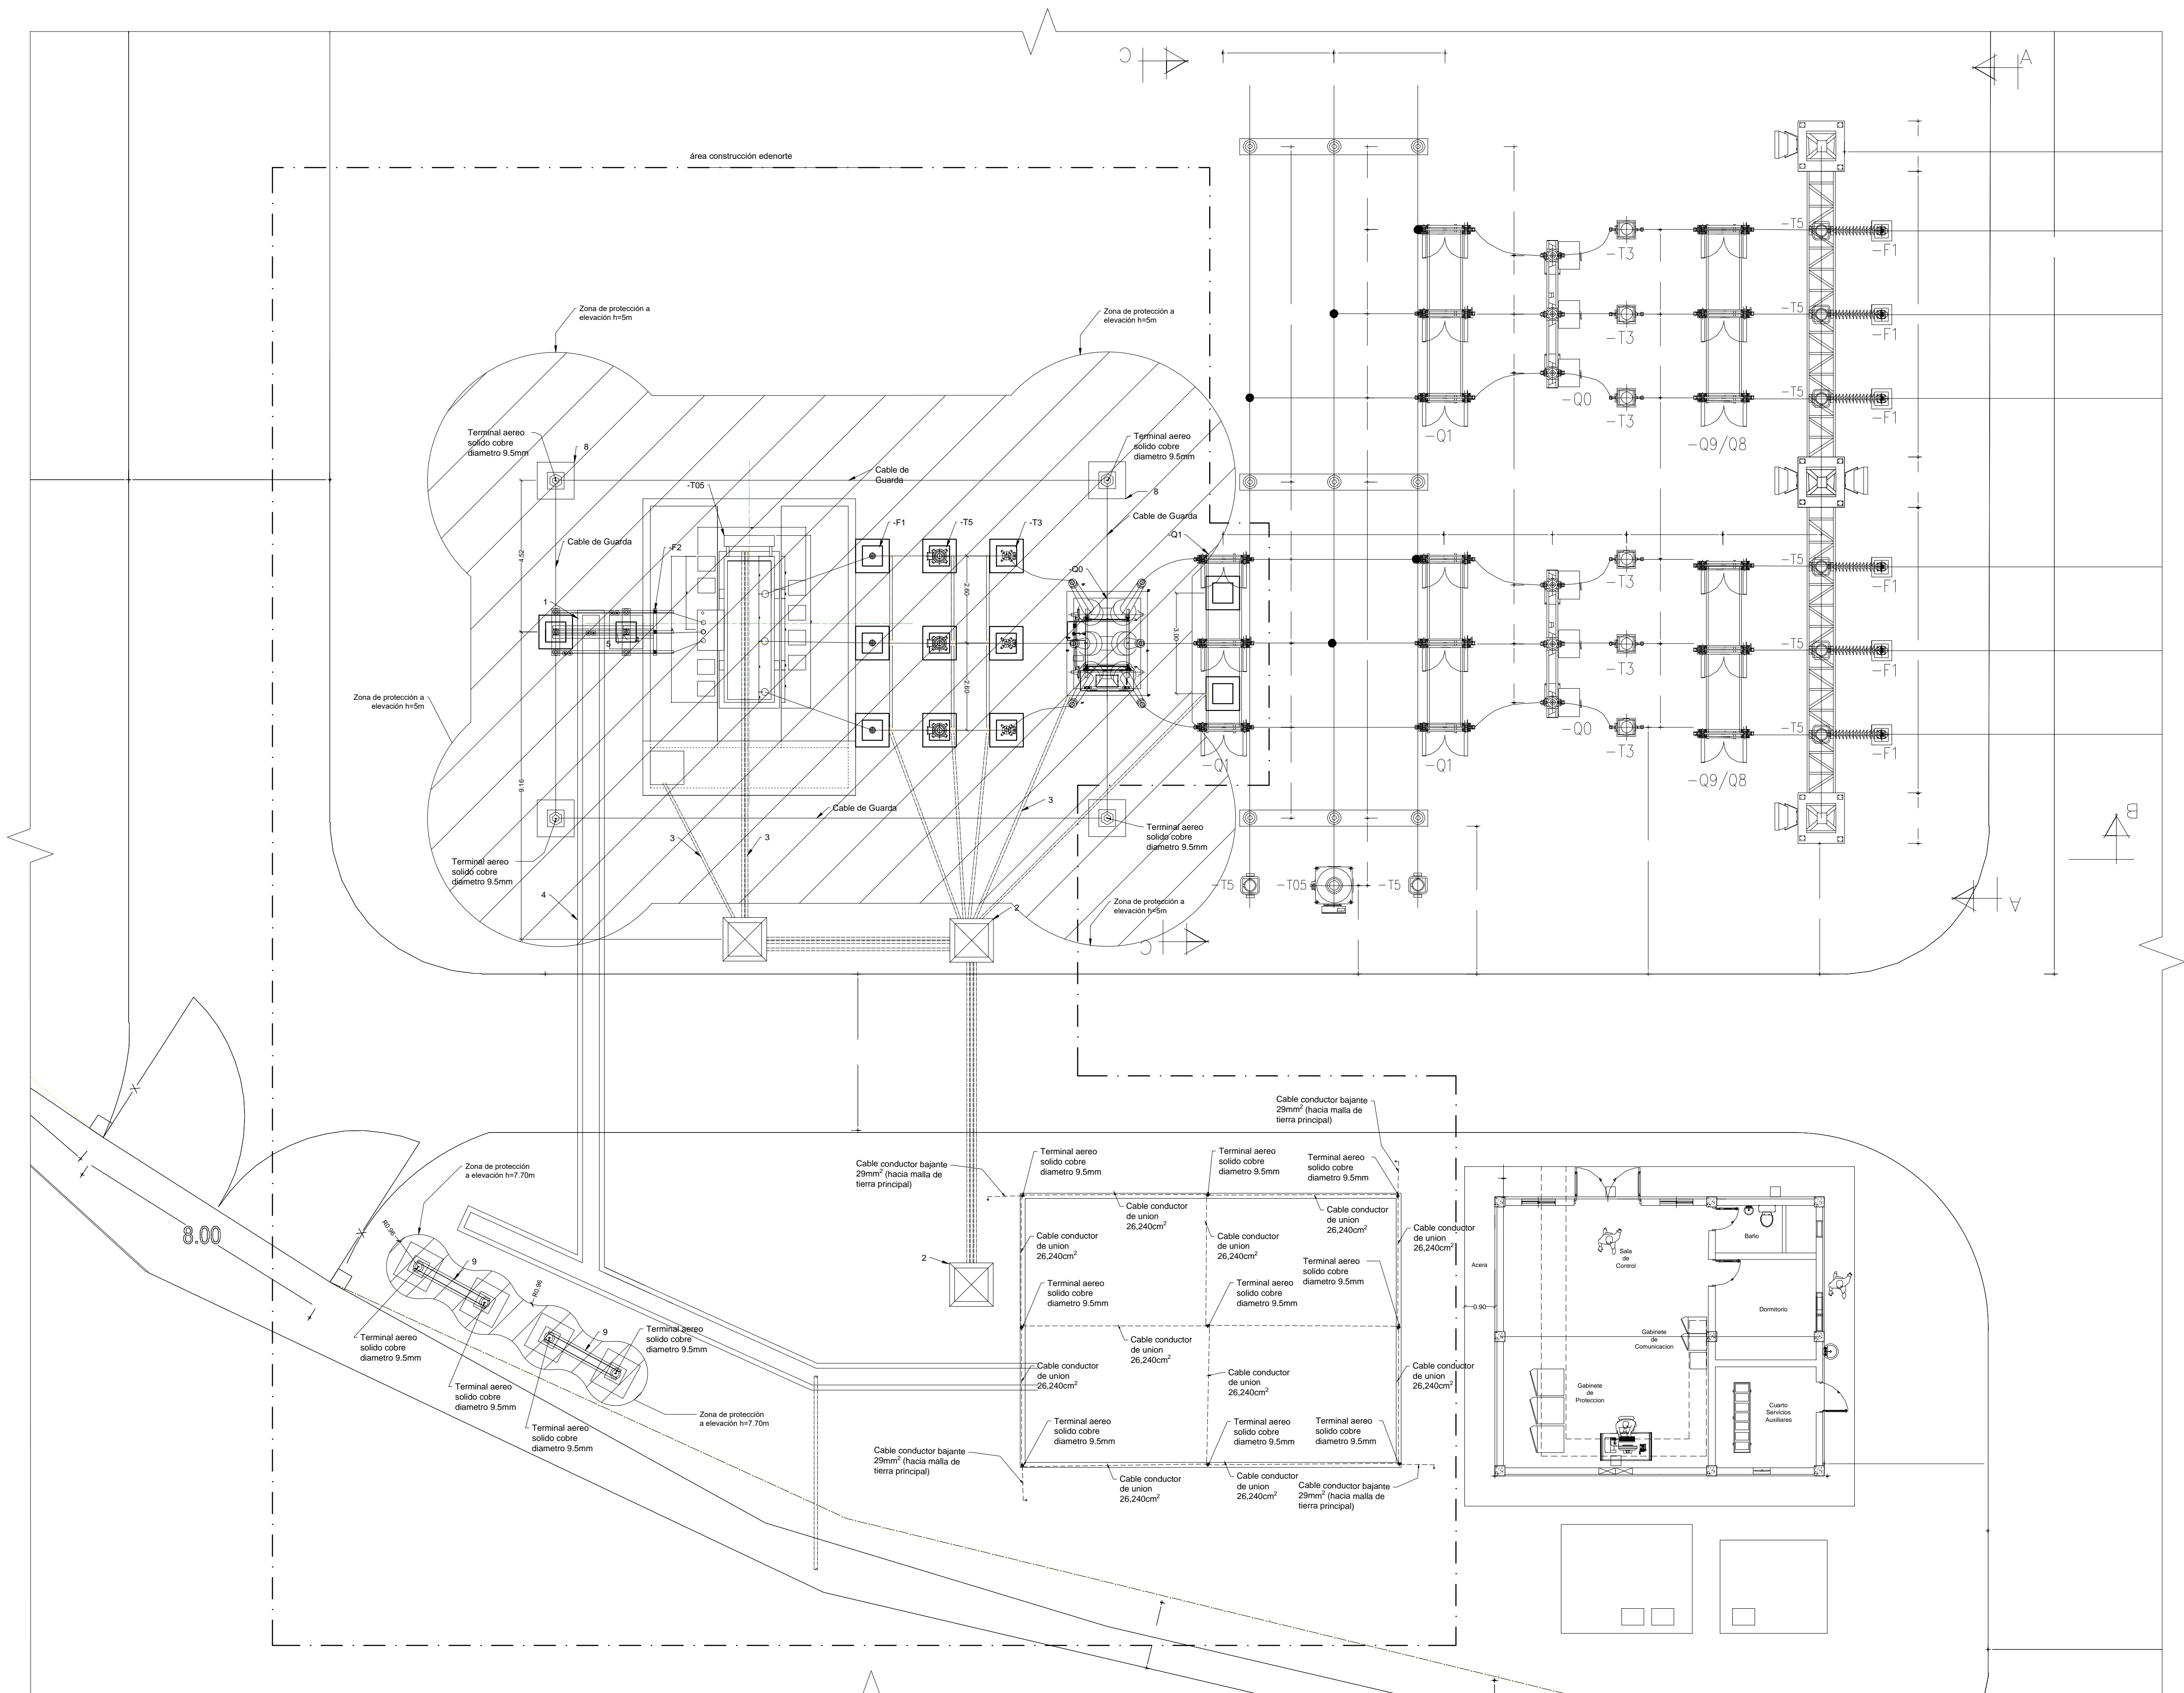 C
A
área construcción edenorte
Zona de protección a
elevación h=5m
Zona de protección a
elevación h=5m
-T5
-F1
-T3
-T5
-F1
-T3
-T5
-F1
-Q0
-T3
-Q1
-Q9/Q8
Terminal aereo
solido cobre
diametro 9.5mm
8
Terminal aereo
solido cobre
diametro 9.5mm
Cable de
Guarda
-T05
8
Cable de Guarda
-F1
-T5
-T3
-Q1
Cable de Guarda
-F2
4.52
-Q0
2.60
1
5
3.00
2.60
-T3
-T5
-F1
-T3
-T5
-F1
-Q0
-T3
-T5
-F1
-Q1
-Q1
-Q9/Q8
Zona de protección a
elevación h=5m
9.16
Cable de Guarda
3
B
3
3
Terminal aereo
solido cobre
diametro 9.5mm
Terminal aereo
solido cobre
diametro 9.5mm
4
-T5
-T05
-T5
2
Zona de protección a
elevación h=5m
C
A
Cable conductor bajante
29mm² (hacia malla de
tierra principal)
Cable conductor bajante
29mm² (hacia malla de
tierra principal)
Terminal aereo
solido cobre
diametro 9.5mm
Terminal aereo
solido cobre
diametro 9.5mm
Terminal aereo
solido cobre
diametro 9.5mm
Zona de protección
a elevación h=7.70m
8.00
R0.96
9
R0.96
9
2
Cable conductor
de union
26,240cm²
Cable conductor
de union
26,240cm²
Cable conductor
de union
26,240cm²
Cable conductor
de union
26,240cm²
Cable conductor
de union
26,240cm²
Terminal aereo
solido cobre
diametro 9.5mm
Terminal aereo
solido cobre
diametro 9.5mm
Terminal aereo
solido cobre
diametro 9.5mm
Baño
Sala
de
Control
Acera
0.90
Dormitorio
Gabinete
de
Comunicacion
Terminal aereo
solido cobre
diametro 9.5mm
Terminal aereo
solido cobre
diametro 9.5mm
Cable conductor
de union
26,240cm²
Cable conductor
de union
26,240cm²
Cable conductor
de union
26,240cm²
Cable conductor
de union
26,240cm²
Terminal aereo
solido cobre
diametro 9.5mm
Gabinete
de
Proteccion
Cuarto
Servicios
Auxiliares
Zona de protección
a elevación h=7.70m
Terminal aereo
solido cobre
diametro 9.5mm
Terminal aereo
solido cobre
diametro 9.5mm
Terminal aereo
solido cobre
diametro 9.5mm
Terminal aereo
solido cobre
diametro 9.5mm
Cable conductor bajante
29mm² (hacia malla de
tierra principal)
Cable conductor
de union
26,240cm²
Cable conductor
de union
26,240cm²
Cable conductor bajante
29mm² (hacia malla de
tierra principal)